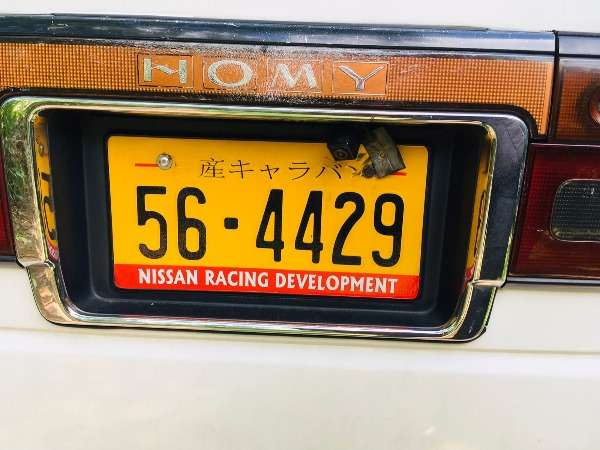 HOMY
産キャラバン
56-4429
NISSAN RACING DEVELOPMENT